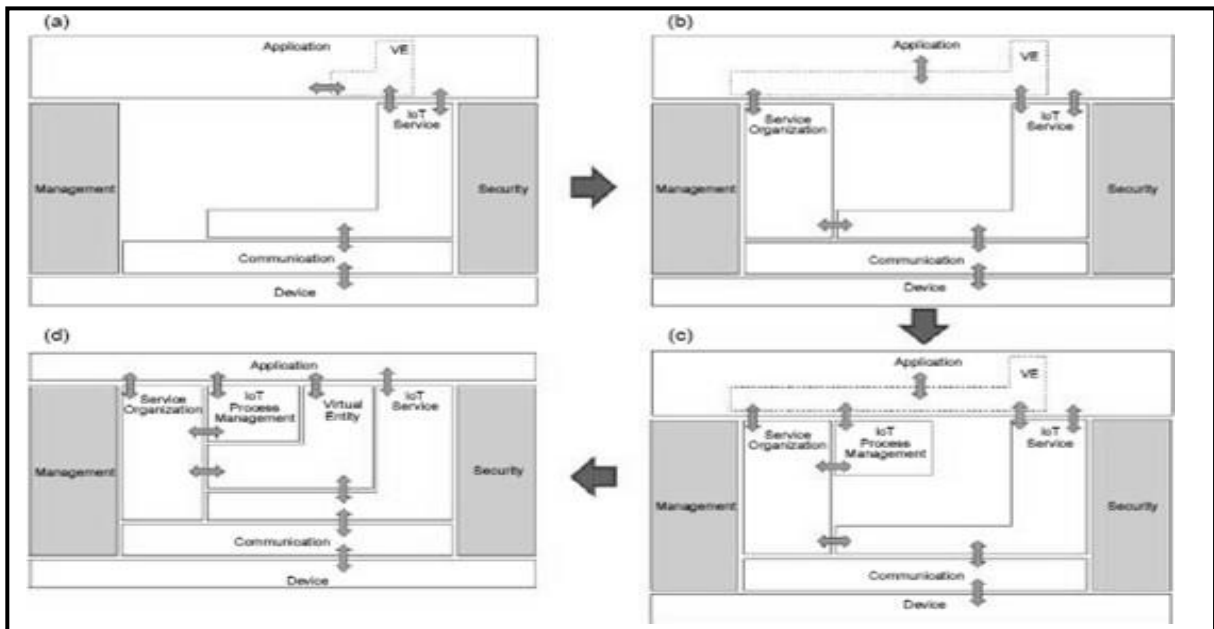 (a)
Application
VE
IoT
Service
Management
Security
Communication
Device
(b)
Application
VE
Service
Organization
IoT
Service
Management
Security
Communication
Device
(d)
Application
Service
Organization
IoT
Process
Management
Virtual
Entity
IoT
Service
Management
Security
Communication
Device
(c)
Application
VE
Service
Organization
IoT
Process
Management
IoT
Service
Management
Security
Communication
Device